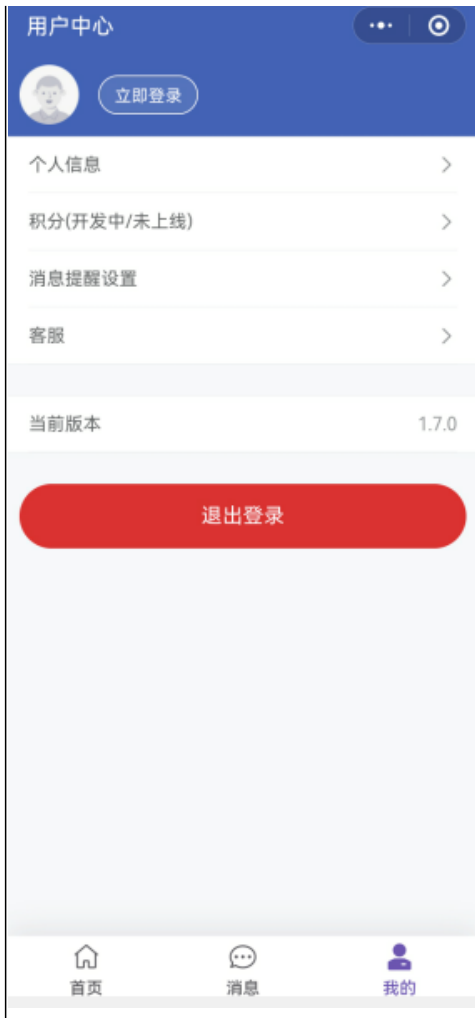 用户中心
立即登录
个人信息
积分(开发中/未上线)
消息提醒设置
客服
当前版本 1.7.0
退出登录
首页 消息 我的